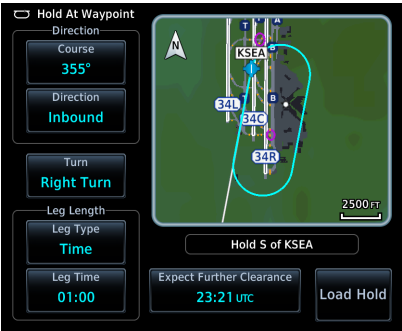 Hold At Waypoint
Direction
Course
355°
Direction
Inbound
Turn
Right Turn
Leg Length
Leg Type
Time
Leg Time
01:00
N
T
A
KSEA
B
T
B
34L
34C
34R
2500 FT
Hold S of KSEA
Expect Further Clearance
23:21 UTC
Load Hold